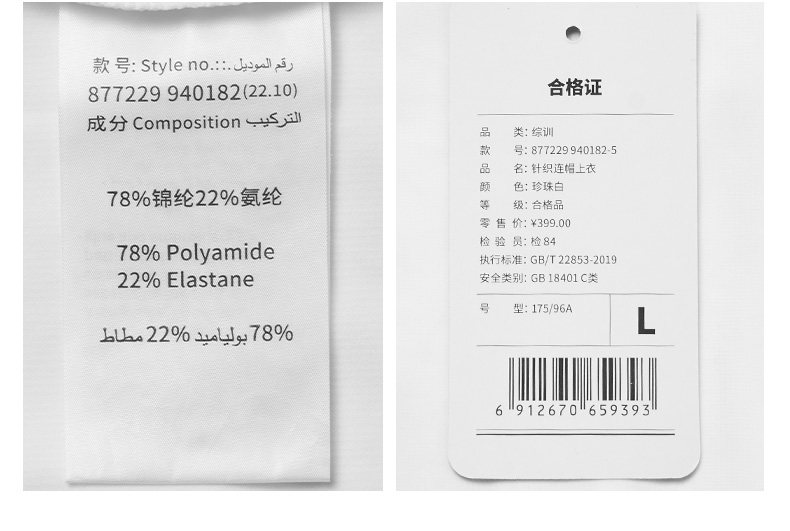 款 号: Style no.::.رقم الموديل
877229 940182(22.10)
成分 Composition التركيب
78%锦纶22%氨纶
78% Polyamide
22% Elastane
78% بولياميد 22% مطاط
合格证
品 类: 综训
款 号: 877229 940182-5
品 名: 针织连帽上衣
颜 色: 珍珠白
等 级: 合格品
零 售 价: ¥399.00
检 验 员: 检 84
执行标准: GB/T 22853-2019
安全类别: GB 18401 C类
号 型: 175/96A
L
6 912670 659393